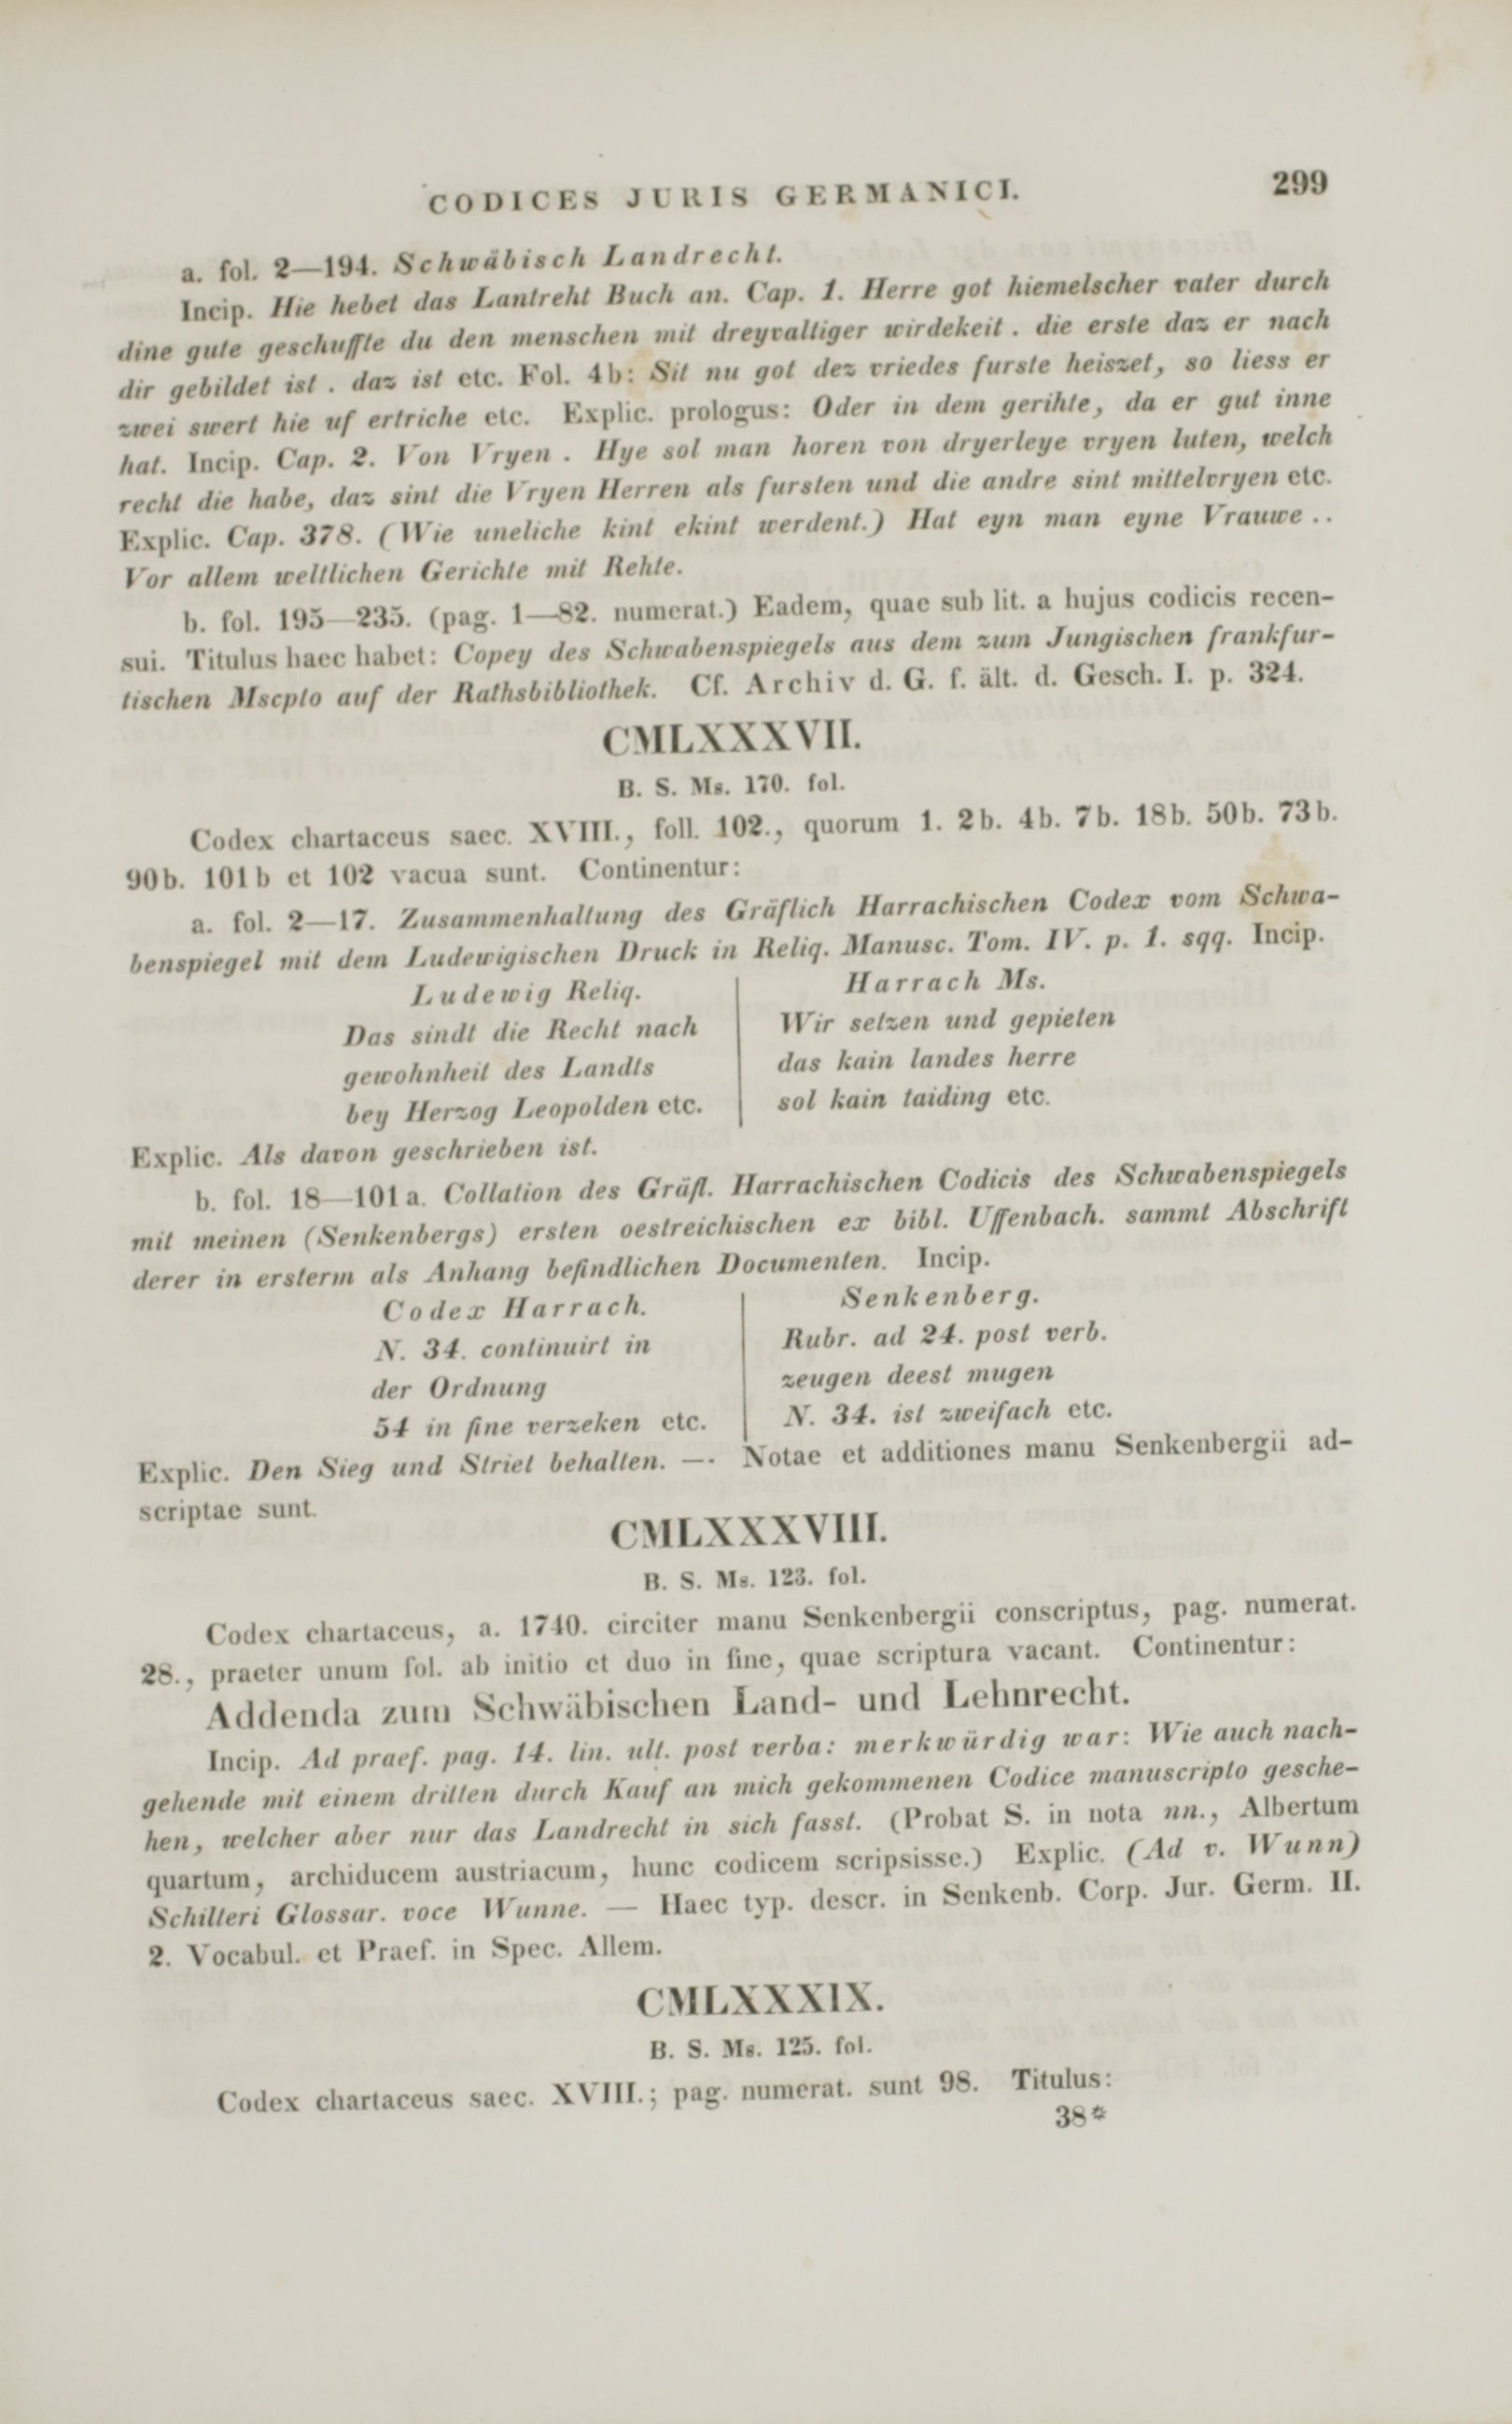 CODICES JURIS GERMANICI. 299
a. fol. 2—194. Schwäbisch Landrecht.
Incip. Hie hebet das Lantreht Buch an. Cap. 1. Herre got hiemelscher vater durch
dine gute geschuffte du den menschen mit dreyvaltiger wirdekeit . die erste daz er nach
dir gebildet ist . daz ist etc. Fol. 4b: Sit nu got dez vriedes furste heiszet, so liess er
zwei swert hie uf ertriche etc. Explic. prologus: Oder in dem gerihte, da er gut inne
hat. Incip. Cap. 2. Von Vryen . Hye sol man horen von dryerleye vryen luten, welch
recht die habe, daz sint die Vryen Herren als fursten und die andre sint mittelvryen etc.
Explic. Cap. 378. (Wie uneliche kint ekint werdent.) Hat eyn man eyne Vrauwe ..
Vor allem weltlichen Gerichte mit Rehte.
b. fol. 195—235. (pag. 1—82. numerat.) Eadem, quae sub lit. a hujus codicis recen-
sui. Titulus haec habet: Copey des Schwabenspiegels aus dem zum Jungischen frankfur-
tischen Mscpto auf der Rathsbibliothek. Cf. Archiv d. G. f. ält. d. Gesch. I. p. 324.
CMLXXXVII.
B. S. Ms. 170. fol.
Codex chartaceus saec. XVIII., foll. 102., quorum 1. 2b. 4b. 7b. 18b. 50b. 73b.
90b. 101b et 102 vacua sunt. Continentur:
a. fol. 2—17. Zusammenhaltung des Gräflich Harrachischen Codex vom Schwa-
benspiegel mit dem Ludewigischen Druck in Reliq. Manusc. Tom. IV. p. 1. sqq. Incip.
Ludewig Reliq.
Das sindt die Recht nach
gewohnheit des Landts
bey Herzog Leopolden etc.
Harrach Ms.
Wir setzen und gepieten
das kain landes herre
sol kain taiding etc.
Explic. Als davon geschrieben ist.
b. fol. 18—101a. Collation des Gräfl. Harrachischen Codicis des Schwabenspiegels
mit meinen (Senkenbergs) ersten oestreichischen ex bibl. Uffenbach. sammt Abschrift
derer in ersterm als Anhang befindlichen Documenten. Incip.
Codex Harrach.
N. 34. continuirt in
der Ordnung
54 in fine verzeken etc.
Senkenberg.
Rubr. ad 24. post verb.
zeugen deest mugen
N. 34. ist zweifach etc.
Explic. Den Sieg und Striet behalten. —. Notae et additiones manu Senkenbergii ad-
scriptae sunt.
CMLXXXVIII.
B. S. Ms. 123. fol.
Codex chartaceus, a. 1740. circiter manu Senkenbergii conscriptus, pag. numerat.
28., praeter unum fol. ab initio et duo in fine, quae scriptura vacant. Continentur:
Addenda zum Schwäbischen Land- und Lehnrecht.
Incip. Ad praef. pag. 14. lin. ult. post verba: merkwürdig war: Wie auch nach-
gehende mit einem dritten durch Kauf an mich gekommenen Codice manuscripto gesche-
hen, welcher aber nur das Landrecht in sich fasst. (Probat S. in nota nn., Albertum
quartum, archiducem austriacum, hunc codicem scripsisse.) Explic. (Ad v. Wunn)
Schilteri Glossar. voce Wunne. — Haec typ. descr. in Senkenb. Corp. Jur. Germ. II.
2. Vocabul. et Praef. in Spec. Allem.
CMLXXXIX.
B. S. Ms. 125. fol.
Codex chartaceus saec. XVIII.; pag. numerat. sunt 98. Titulus:
38*